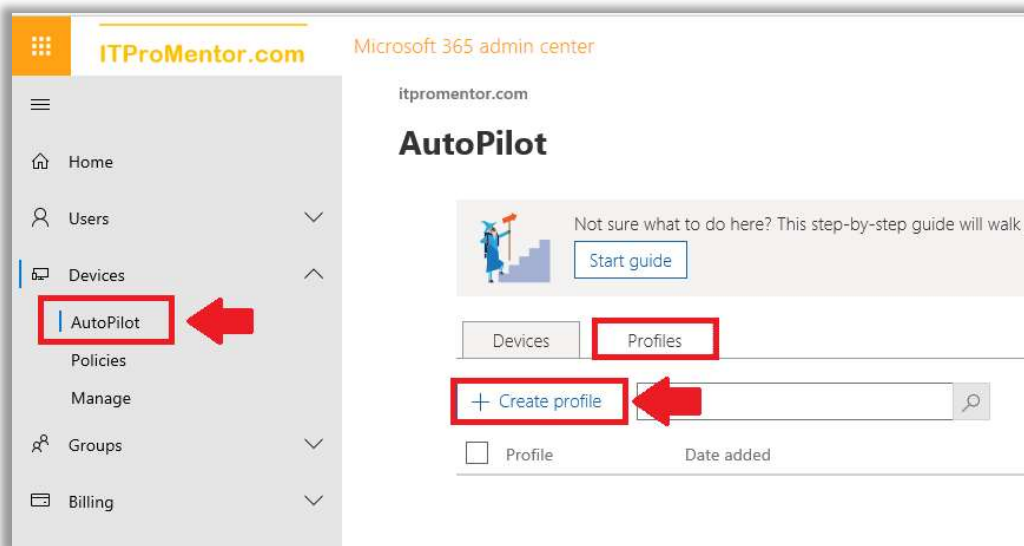 ITProMentor.com
Microsoft 365 admin center
itpromentor.com
AutoPilot
Home
Users
Devices
AutoPilot
Policies
Manage
Groups
Billing
Not sure what to do here? This step-by-step guide will walk
Start guide
Devices
Profiles
+ Create profile
Profile
Date added